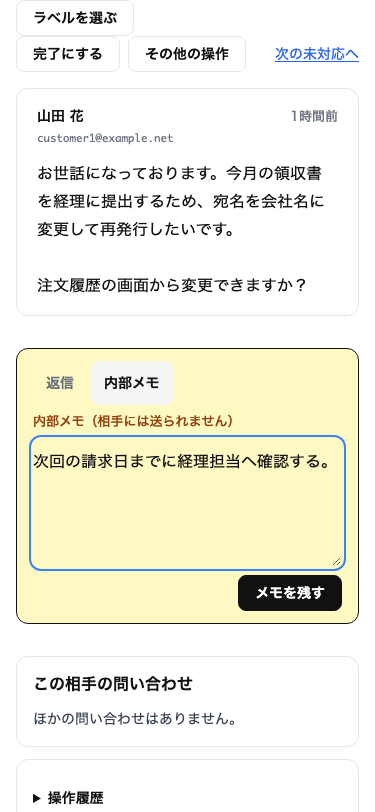 ラベルを選ぶ
完了にする
その他の操作
次の未対応へ
山田 花
1時間前
customer1@example.net
お世話になっております。今月の領収書
を経理に提出するため、宛名を会社名に
変更して再発行したいです。
注文履歴の画面から変更できますか？
返信
内部メモ
内部メモ（相手には送られません）
次回の請求日までに経理担当へ確認する。
メモを残す
この相手の問い合わせ
ほかの問い合わせはありません。
▶ 操作履歴